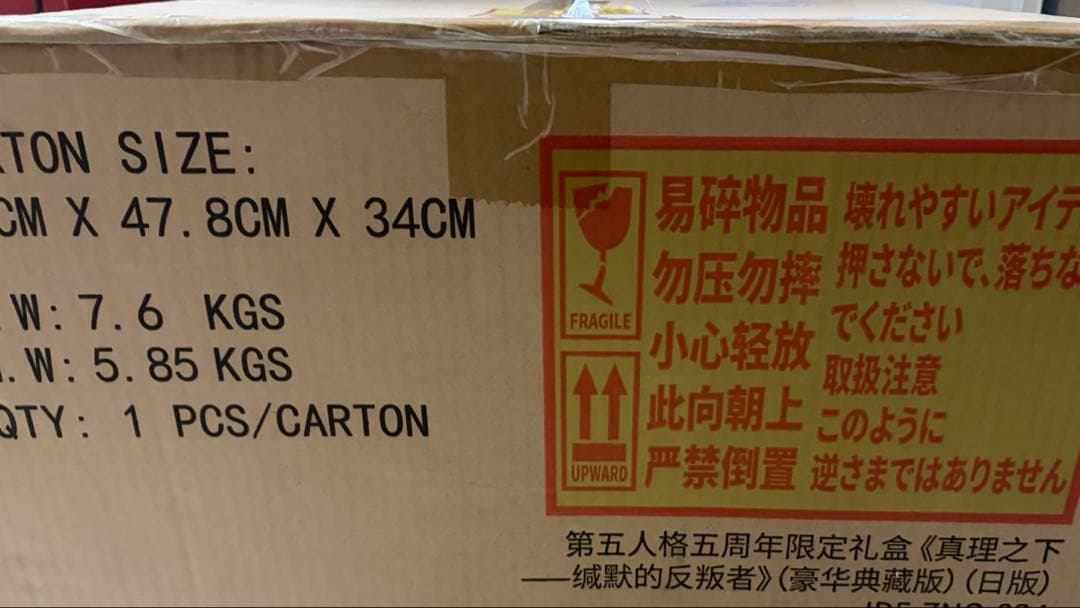 TON SIZE:
CM X 47.8CM X 34CM
.W: 7.6 KGS
.W: 5.85 KGS
QTY: 1 PCS/CARTON
FRAGILE
UPWARD
易碎物品
勿压勿摔
小心轻放
此向朝上
严禁倒置
壊れやすいアイテ
押さないで、落ちな
でください
取扱注意
このように
逆さまではありません
第五人格五周年限定礼盒《真理之下
——缄默的反叛者》（豪华典藏版）（日版）